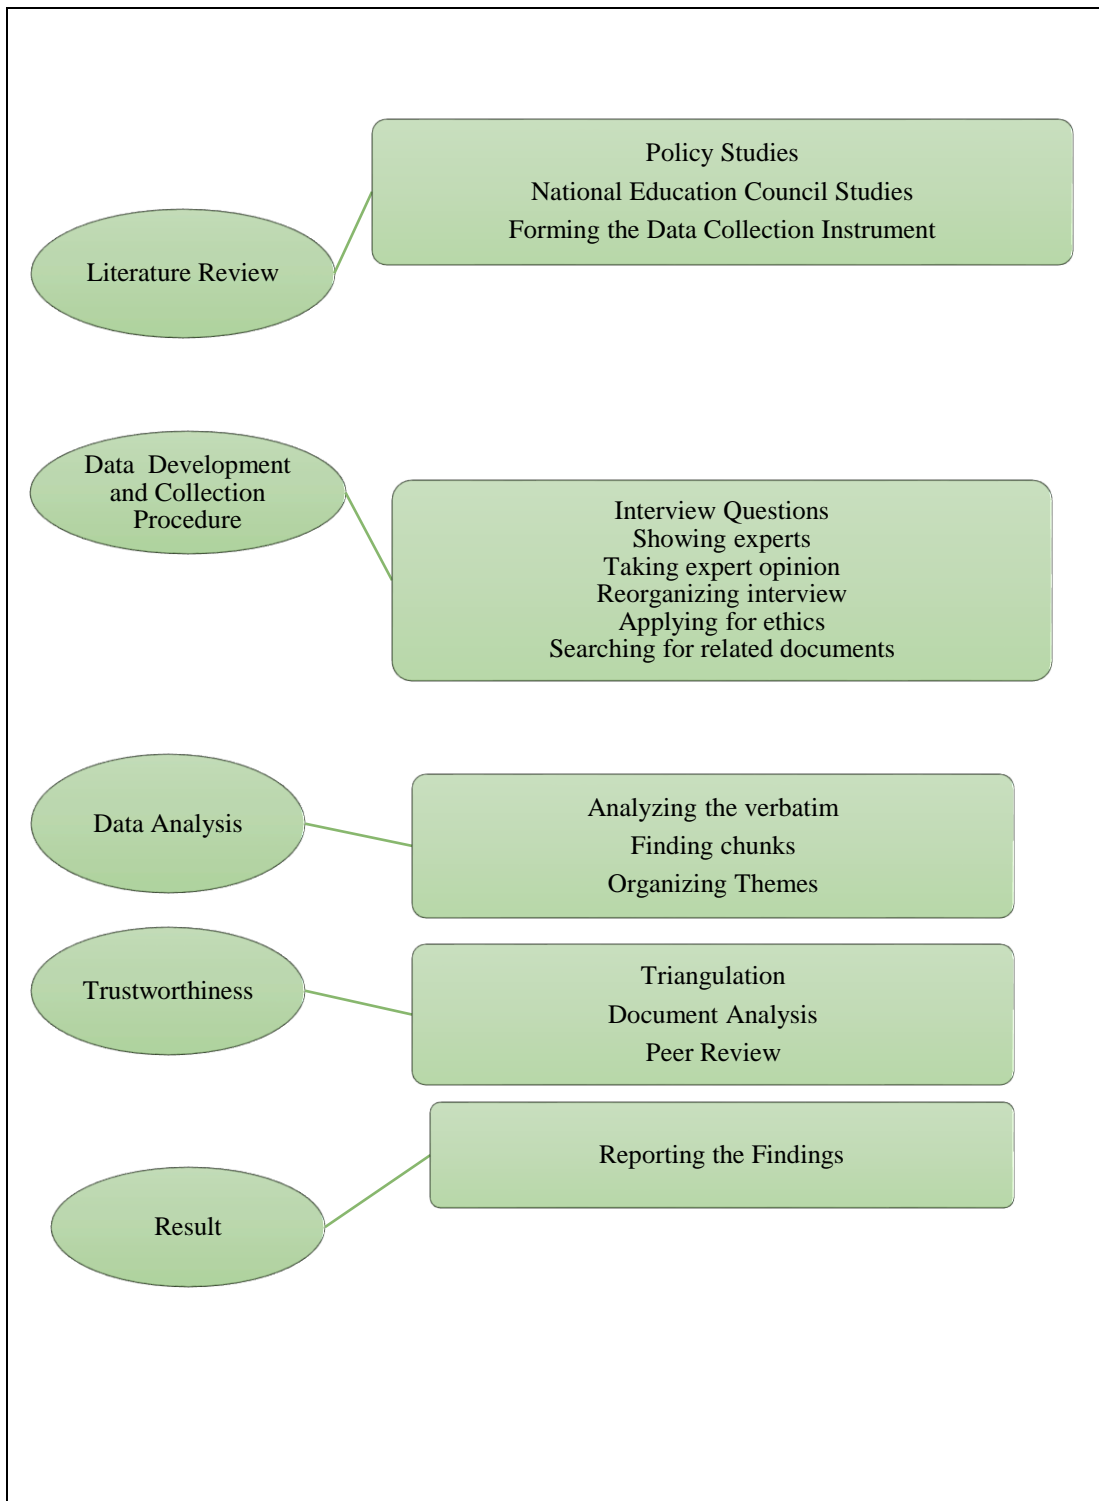 Literature Review
Policy Studies
National Education Council Studies
Forming the Data Collection Instrument
Data  Development
and Collection
Procedure
Interview Questions
Showing experts
Taking expert opinion
Reorganizing interview
Applying for ethics
Searching for related documents
Data Analysis
Analyzing the verbatim
Finding chunks
Organizing Themes
Trustworthiness
Triangulation
Document Analysis
Peer Review
Result
Reporting the Findings